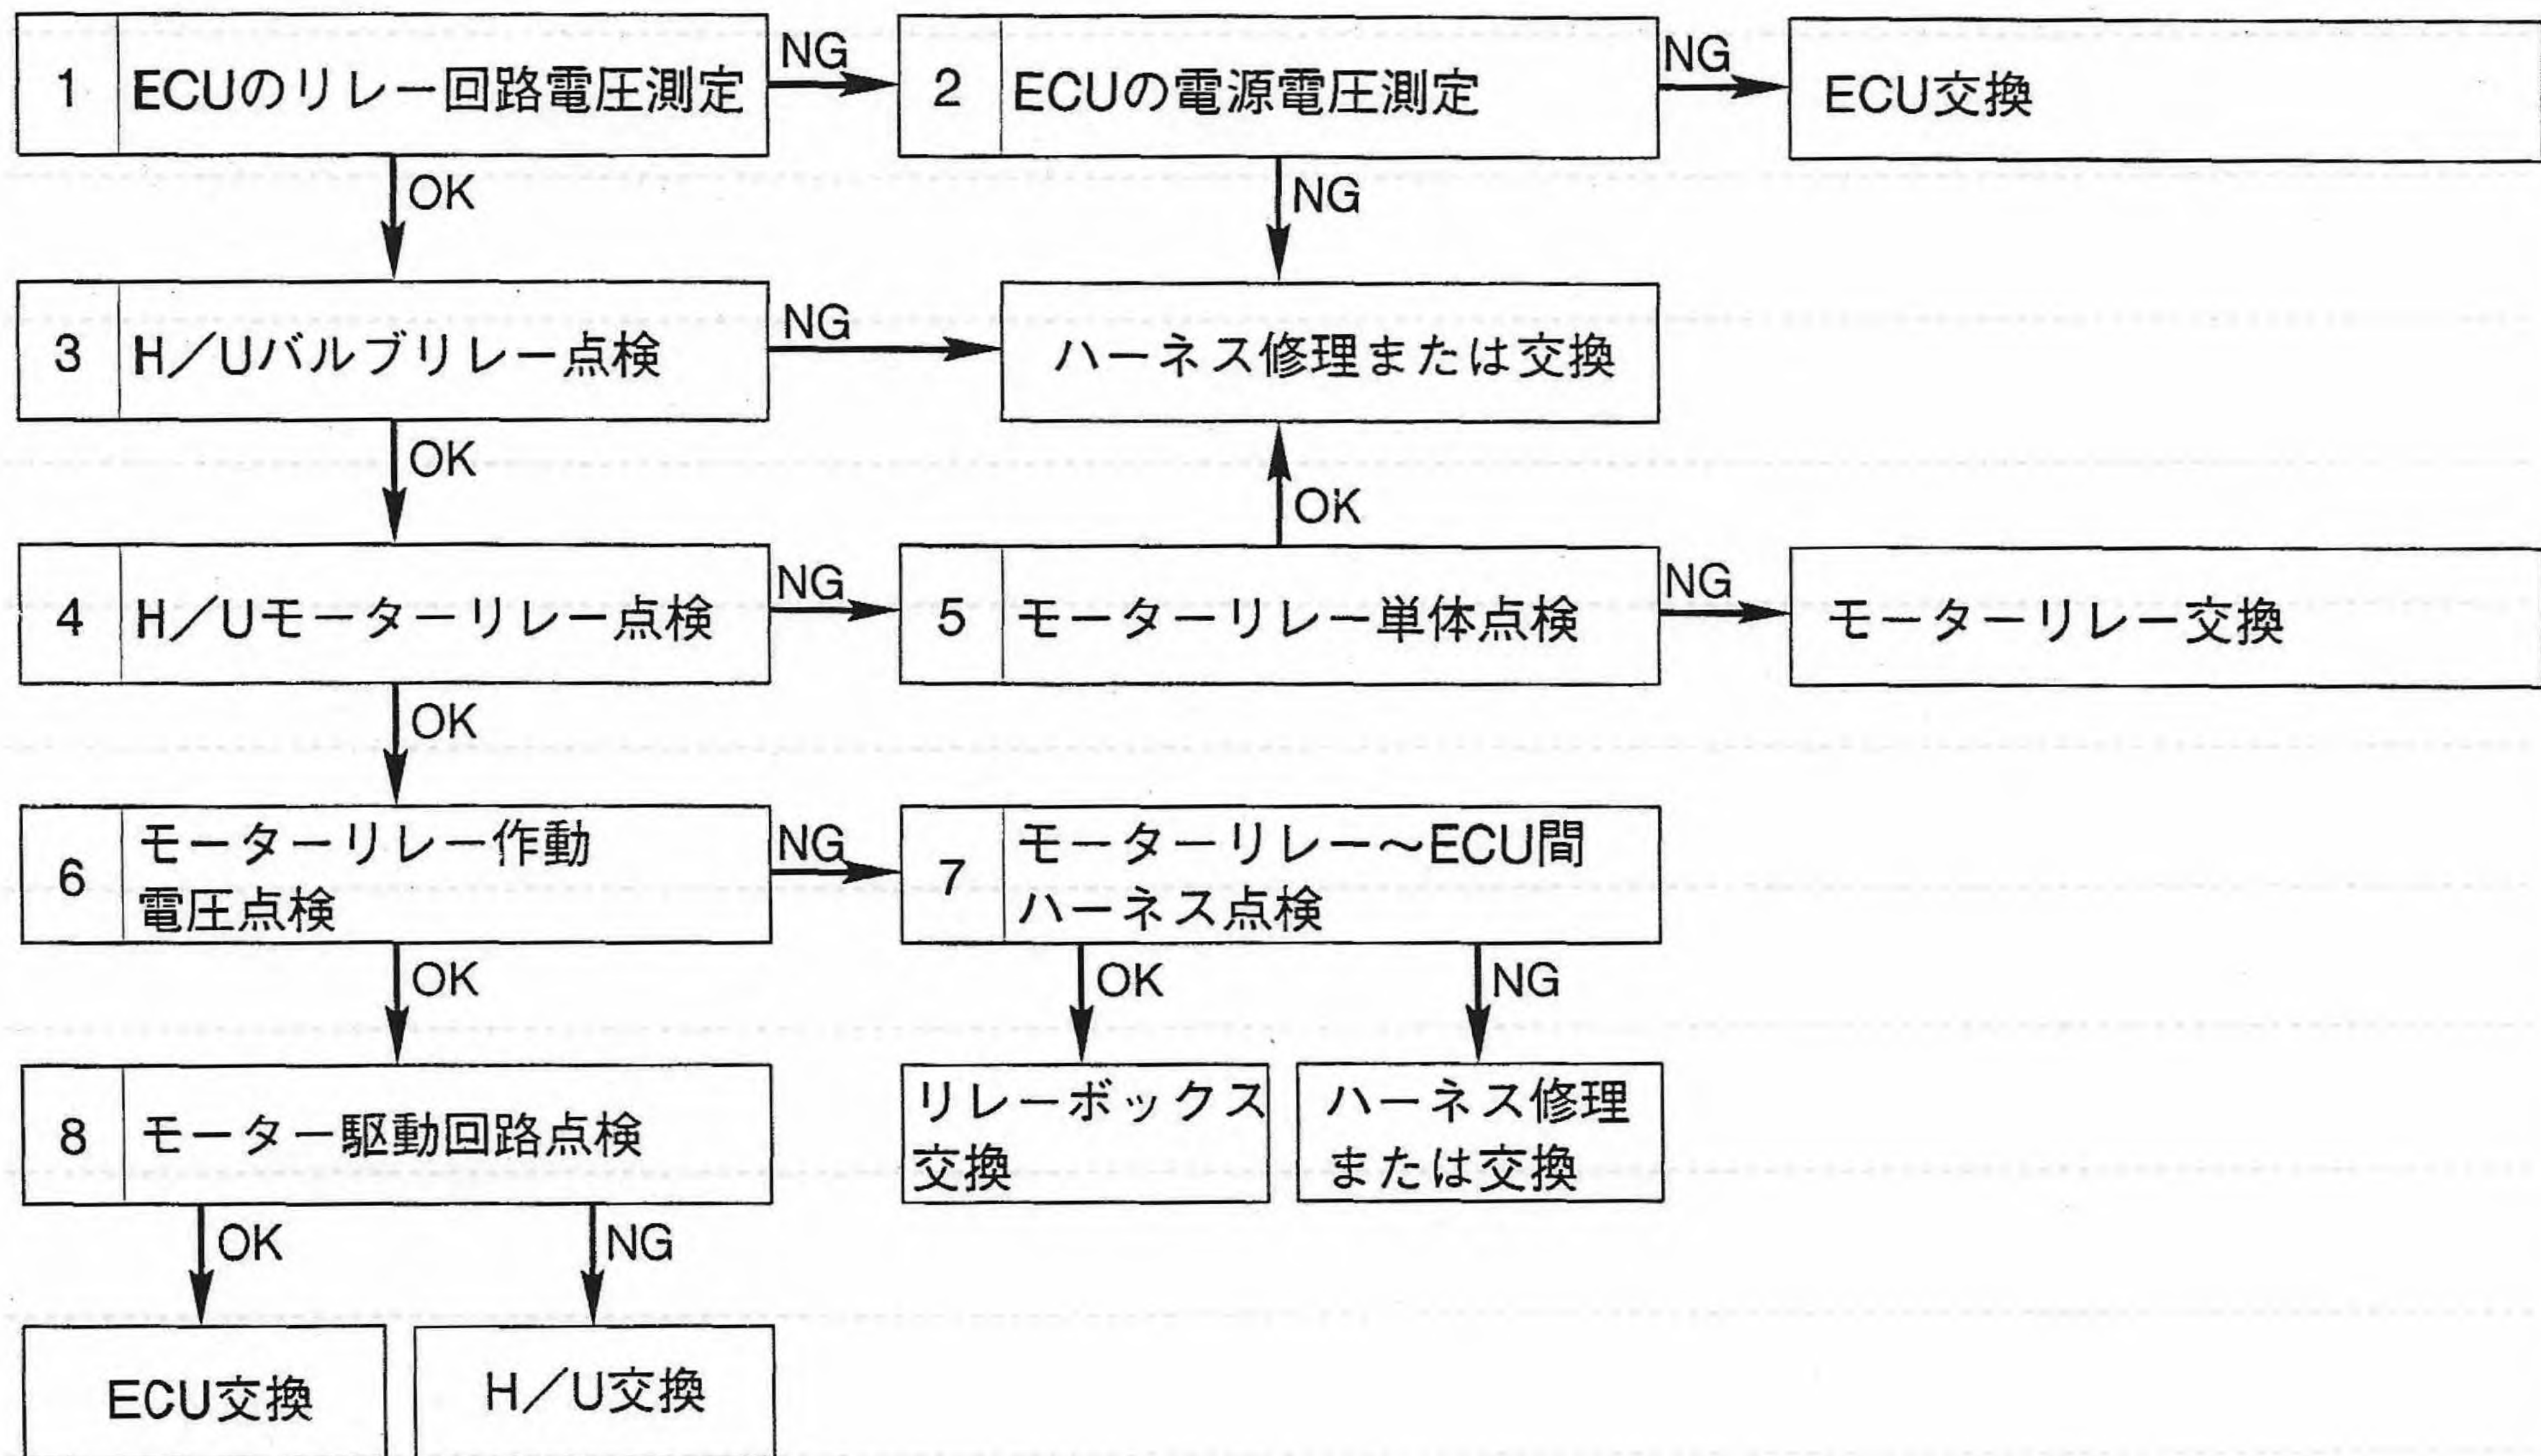 1 ECUのリレー回路電圧測定 NG 2 ECUの電源電圧測定 NG ECU交換
OK NG
3 H/Uバルブリレー点検 NG ハーネス修理または交換
OK OK
4 H/Uモーターリレー点検 NG 5 モーターリレー単体点検 NG モーターリレー交換
OK
6 モーターリレー作動
電圧点検
NG
7 モーターリレー〜ECU間
ハーネス点検
OK OK NG
8 モーター駆動回路点検
リレーボックス
交換
ハーネス修理
または交換
OK NG
ECU交換 H/U交換